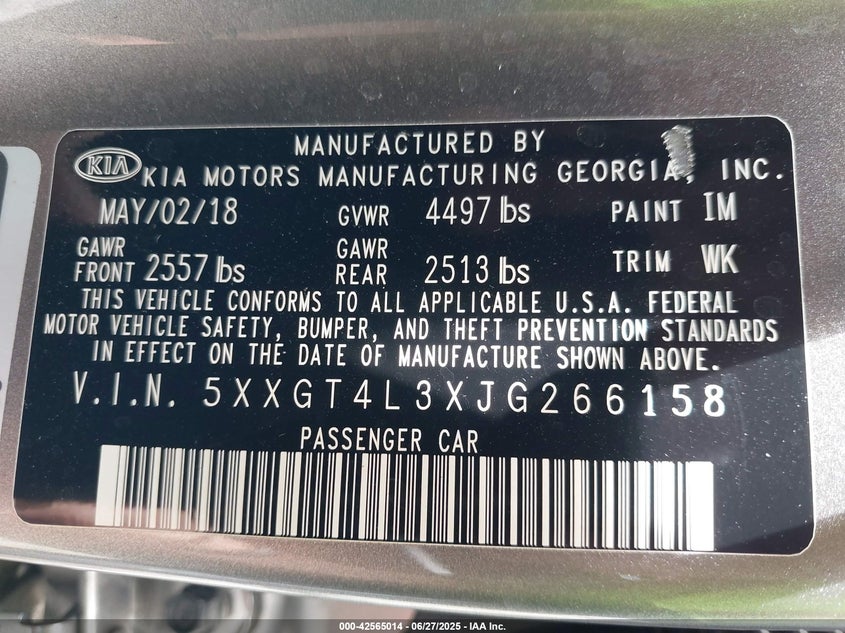 MANUFACTURED BY
KIA KIA MOTORS MANUFACTURING GEORGIA, INC.
MAY/02/18 GVWR 4497 lbs PAINT IM
GAWR FRONT 2557 lbs GAWR REAR 2513 lbs TRIM WK
THIS VEHICLE CONFORMS TO ALL APPLICABLE U.S.A. FEDERAL
MOTOR VEHICLE SAFETY, BUMPER, AND THEFT PREVENTION STANDARDS
IN EFFECT ON THE DATE OF MANUFACTURE SHOWN ABOVE.
V.I.N. 5XXGT4L3XJG266158
PASSENGER CAR
000-42565014 - 06/27/2025 - IAA Inc.